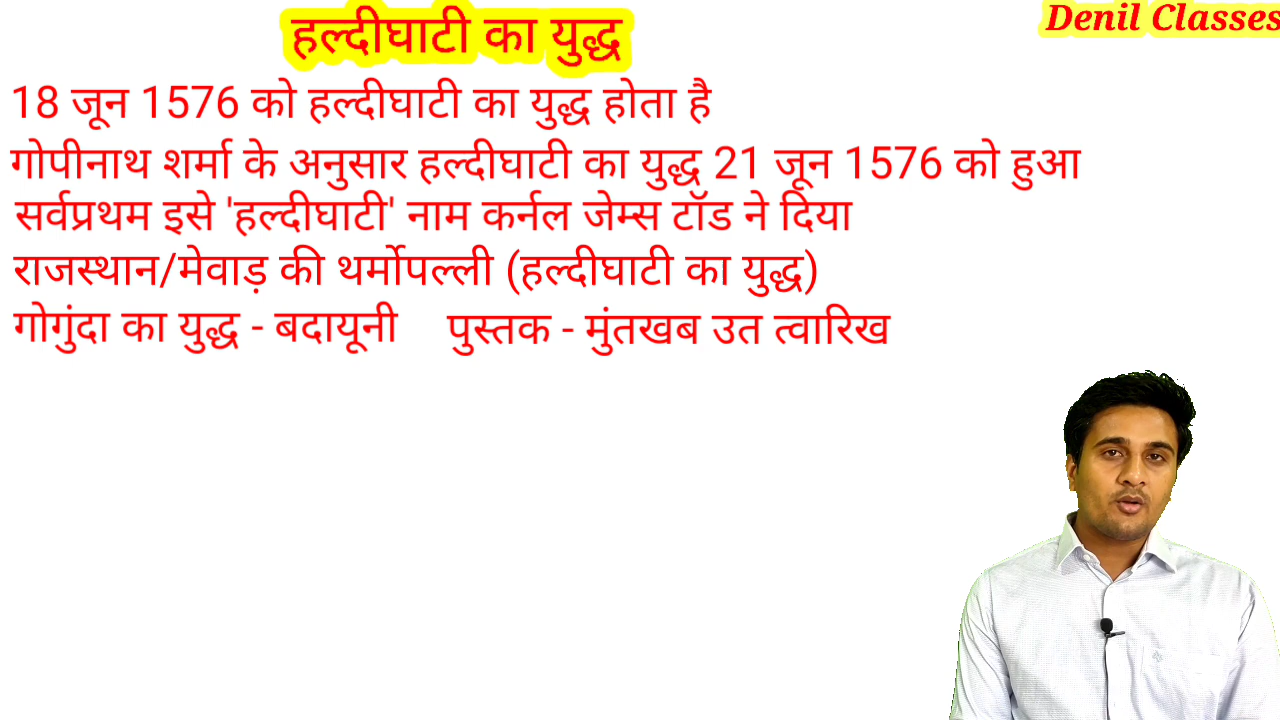 हल्दीघाटी का युद्ध
Denil Classes
18 जून 1576 को हल्दीघाटी का युद्ध होता है
गोपीनाथ शर्मा के अनुसार हल्दीघाटी का युद्ध 21 जून 1576 को हुआ
सर्वप्रथम इसे 'हल्दीघाटी' नाम कर्नल जेम्स टॉड ने दिया
राजस्थान/मेवाड़ की थर्मोपल्ली (हल्दीघाटी का युद्ध)
गोगुंदा का युद्ध - बदायूनी पुस्तक - मुंतखब उत त्वारिख